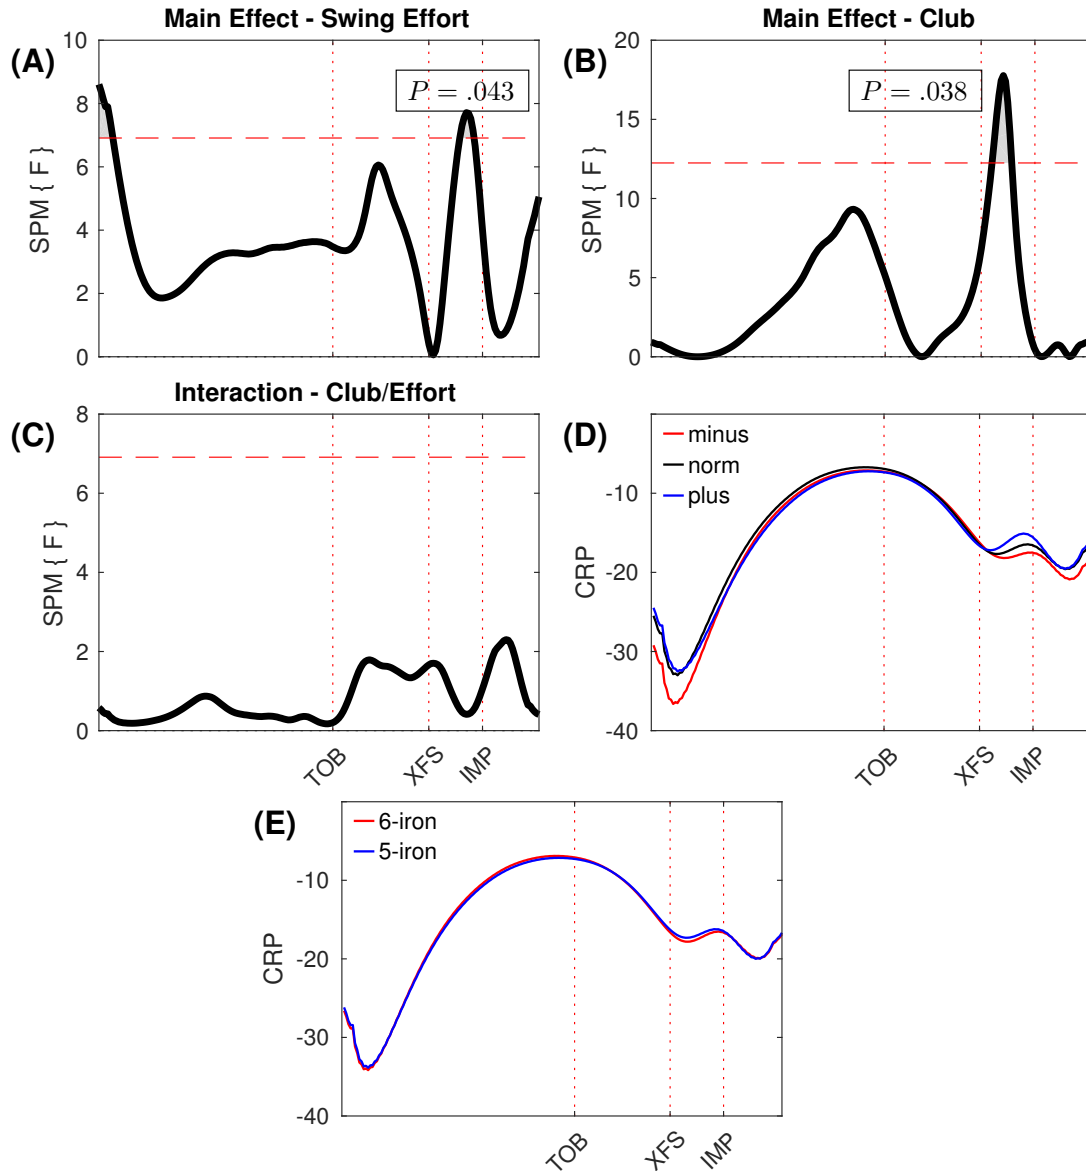 Main Effect - Swing Effort
(A)
10
8
6
4
2
0
SPM { F }
P = .043
Main Effect - Club
(B)
20
15
10
5
0
SPM { F }
P = .038
Interaction - Club/Effort
(C)
8
6
4
2
0
SPM { F }
TOB
XFS
IMP
(D)
minus
norm
plus
-10
-20
-30
-40
CRP
TOB
XFS
IMP
(E)
6-iron
5-iron
-10
-20
-30
-40
CRP
TOB
XFS
IMP